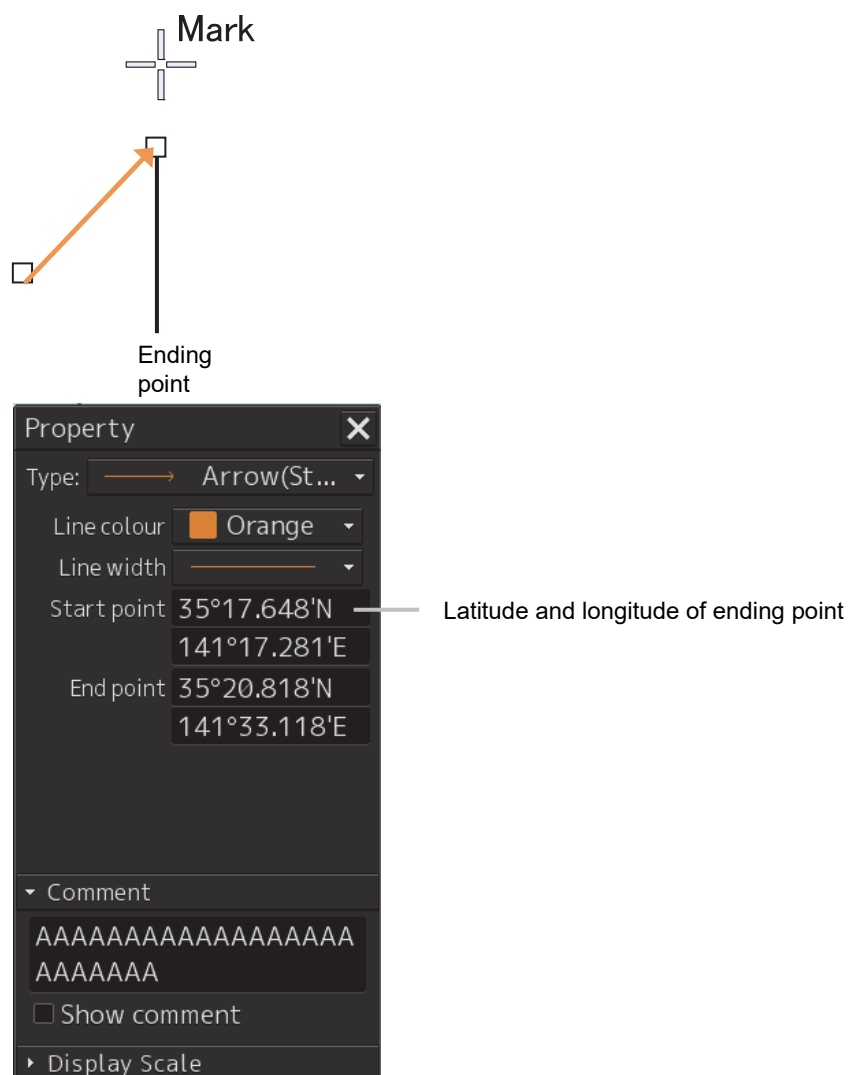 Mark
Ending
point
Property
Type: Arrow(St...
Line colour Orange
Line width
Start point 35°17.648'N Latitude and longitude of ending point
141°17.281'E
End point 35°20.818'N
141°33.118'E
Comment
AAAAAAAAAAAAAAAAAA
AAAAAAA
Show comment
Display Scale